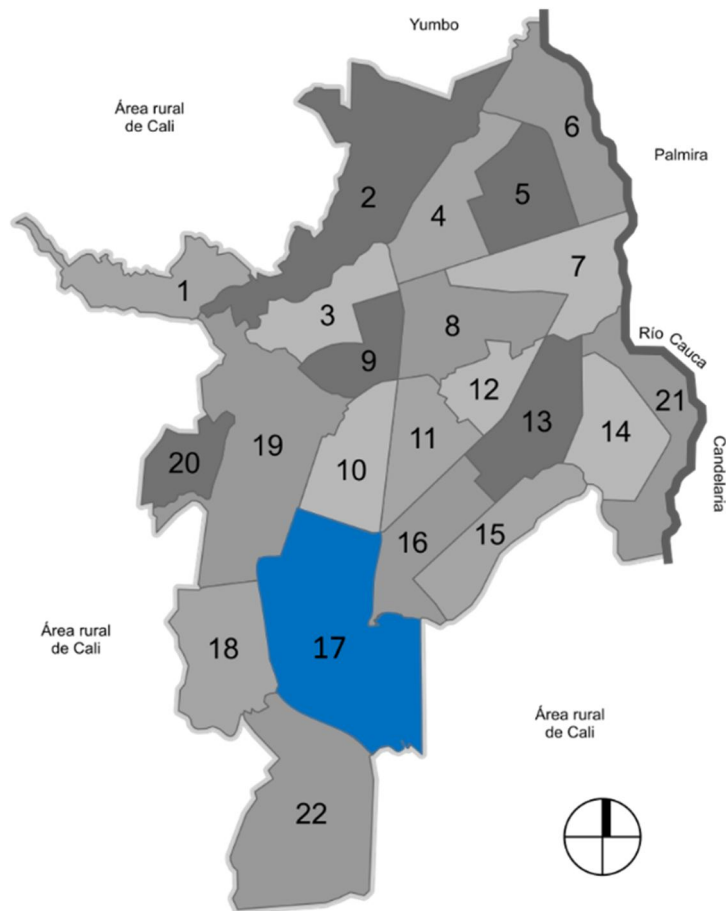 Yumbo
Área rural
de Cali
6
Palmira
2
5
4
7
1
3
8
Río Cauca
9
12
21
13
14
11
19
20
10
Candelaria
16
15
Área rural
de Cali
18
17
Área rural
de Cali
22